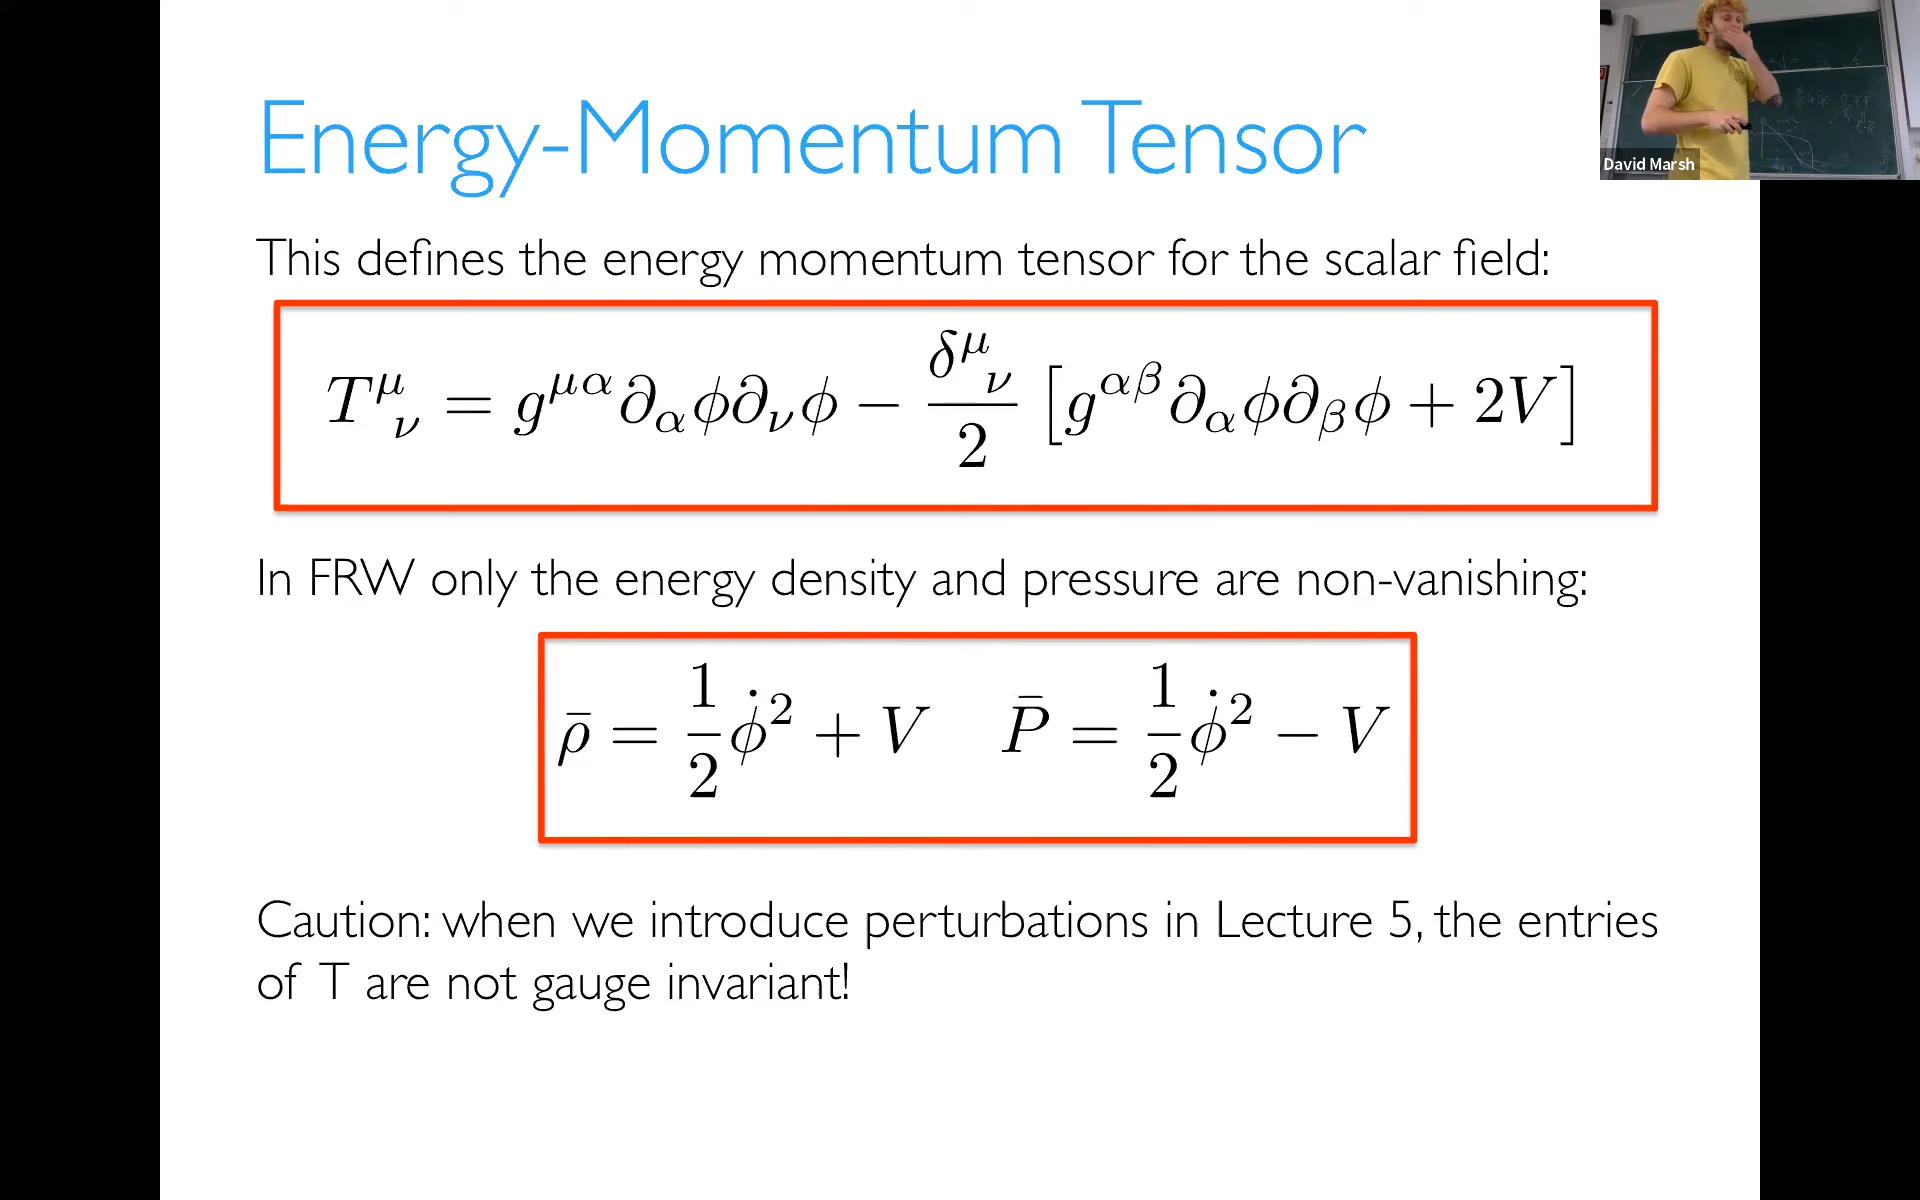 Energy-Momentum Tensor
David Marsh
This defines the energy momentum tensor for the scalar field:
T^μ_ν = g^{μα}∂_αϕ∂_νϕ − δ^μ_ν/2 [g^{αβ}∂_αϕ∂_βϕ + 2V]
In FRW only the energy density and pressure are non-vanishing:
ρ̄ = 1/2 ϕ̇² + V    P̄ = 1/2 ϕ̇² − V
Caution: when we introduce perturbations in Lecture 5, the entries
of T are not gauge invariant!